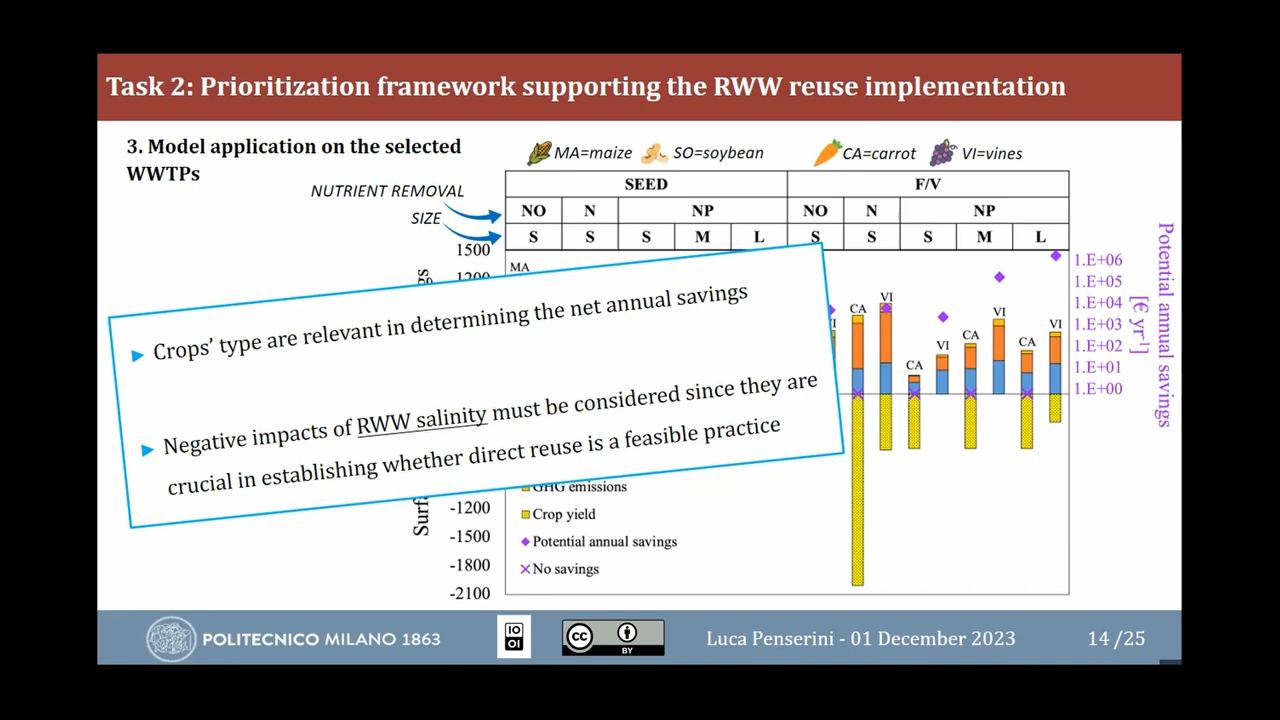 Task 2: Prioritization framework supporting the RWW reuse implementation
3. Model application on the selected
WWTPs
MA=maize
SO=soybean
CA=carrot
VI=vines
NUTRIENT REMOVAL
SIZE
SEED
F/V
NO
N
NP
NO
N
NP
S
S
S
M
L
S
S
S
M
L
1500
MA
Crops’ type are relevant in determining the net annual savings
Negative impacts of RWW salinity must be considered since they are
crucial in establishing whether direct reuse is a feasible practice
CA
VI
CA
VI
CA
VI
CA
VI
1.E+06
1.E+05
1.E+04
1.E+03
1.E+02
1.E+01
1.E+00
Potential annual savings
[€ yr⁻¹]
GHG emissions
Crop yield
Potential annual savings
No savings
-1200
-1500
-1800
-2100
POLITECNICO MILANO 1863
IO
OI
CC
BY
Luca Penserini - 01 December 2023
14 /25